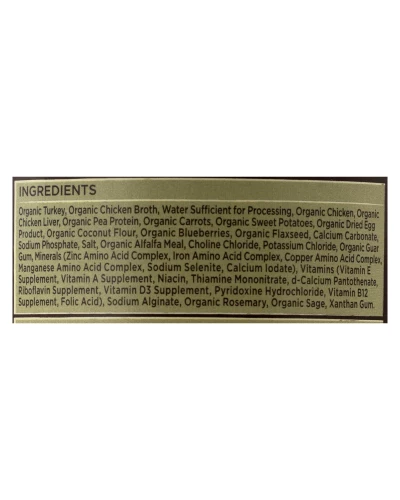 INGREDIENTS
Organic Turkey, Organic Chicken Broth, Water Sufficient for Processing, Organic Chicken, Organic
Chicken Liver, Organic Pea Protein, Organic Carrots, Organic Sweet Potatoes, Organic Dried Egg
Product, Organic Coconut Flour, Organic Blueberries, Organic Flaxseed, Calcium Carbonate,
Sodium Phosphate, Salt, Organic Alfalfa Meal, Choline Chloride, Potassium Chloride, Organic Guar
Gum, Minerals (Zinc Amino Acid Complex, Iron Amino Acid Complex, Copper Amino Acid Complex,
Manganese Amino Acid Complex, Sodium Selenite, Calcium Iodate), Vitamins (Vitamin E
Supplement, Vitamin A Supplement, Niacin, Thiamine Mononitrate, d-Calcium Pantothenate,
Riboflavin Supplement, Vitamin D3 Supplement, Pyridoxine Hydrochloride, Vitamin B12
Supplement, Folic Acid), Sodium Alginate, Organic Rosemary, Organic Sage, Xanthan Gum.